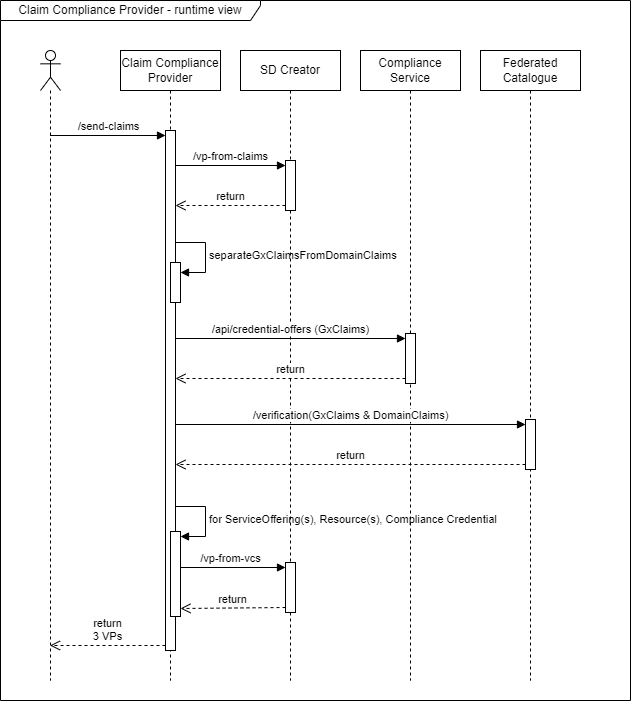 Claim Compliance Provider - runtime view
Claim Compliance
Provider
SD Creator
Compliance
Service
Federated
Catalogue
/send-claims
/vp-from-claims
return
separateGxClaimsFromDomainClaims
/api/credential-offers (GxClaims)
return
/verification(GxClaims & DomainClaims)
return
for ServiceOffering(s), Resource(s), Compliance Credential
/vp-from-vcs
return
return
3 VPs